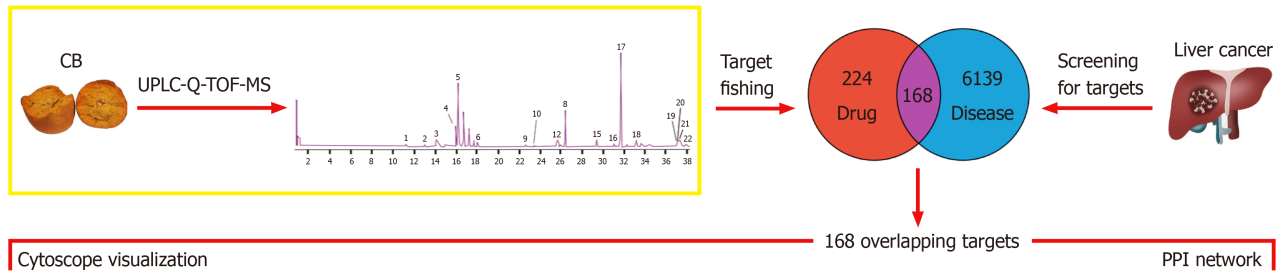 CB
UPLC-Q-TOF-MS
1
2
3
4
5
6
9
10
8
12
15
16
17
18
19
20
21
22
2 4 6 8 10 12 14 16 18 20 22 24 26 28 30 32 34 36 38
Target
fishing
224
Drug
168
6139
Disease
Screening
for targets
Liver cancer
168 overlapping targets
Cytoscope visualization
PPI network